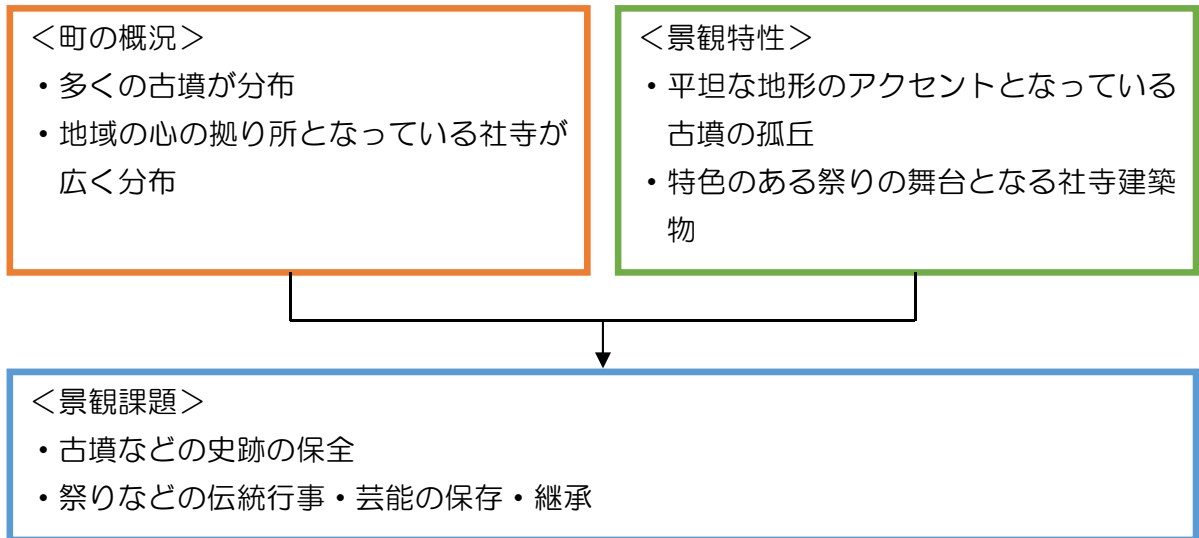 ＜町の概況＞
・多くの古墳が分布
・地域の心の拠り所となっている社寺が
広く分布
＜景観特性＞
・平坦な地形のアクセントとなっている
古墳の孤丘
・特色のある祭りの舞台となる社寺建築
物
＜景観課題＞
・古墳などの史跡の保全
・祭りなどの伝統行事・芸能の保存・継承